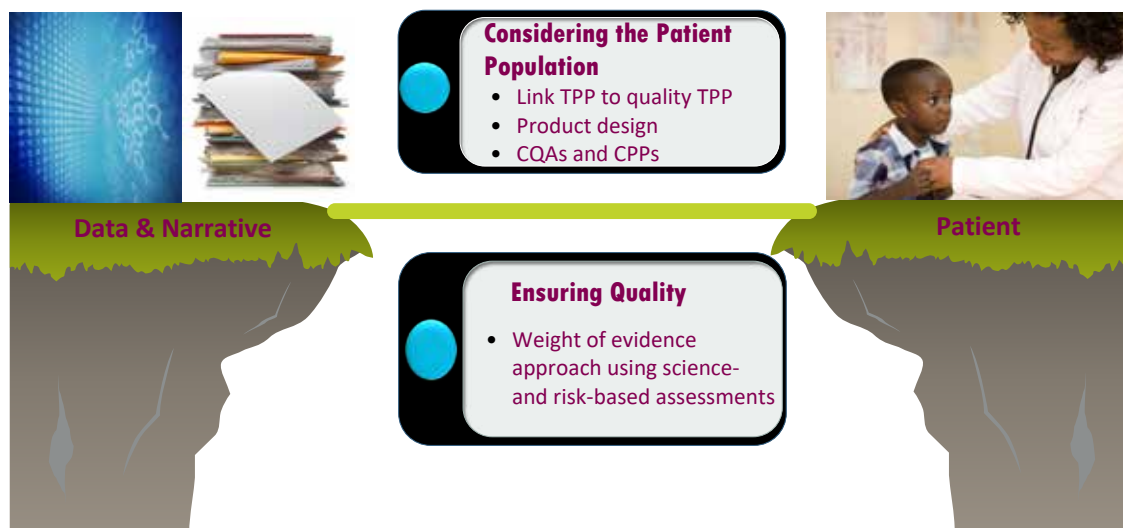 Considering the Patient
Population
• Link TPP to quality TPP
• Product design
• CQAs and CPPs
Data & Narrative
Patient
Ensuring Quality
• Weight of evidence
approach using science-
and risk-based assessments